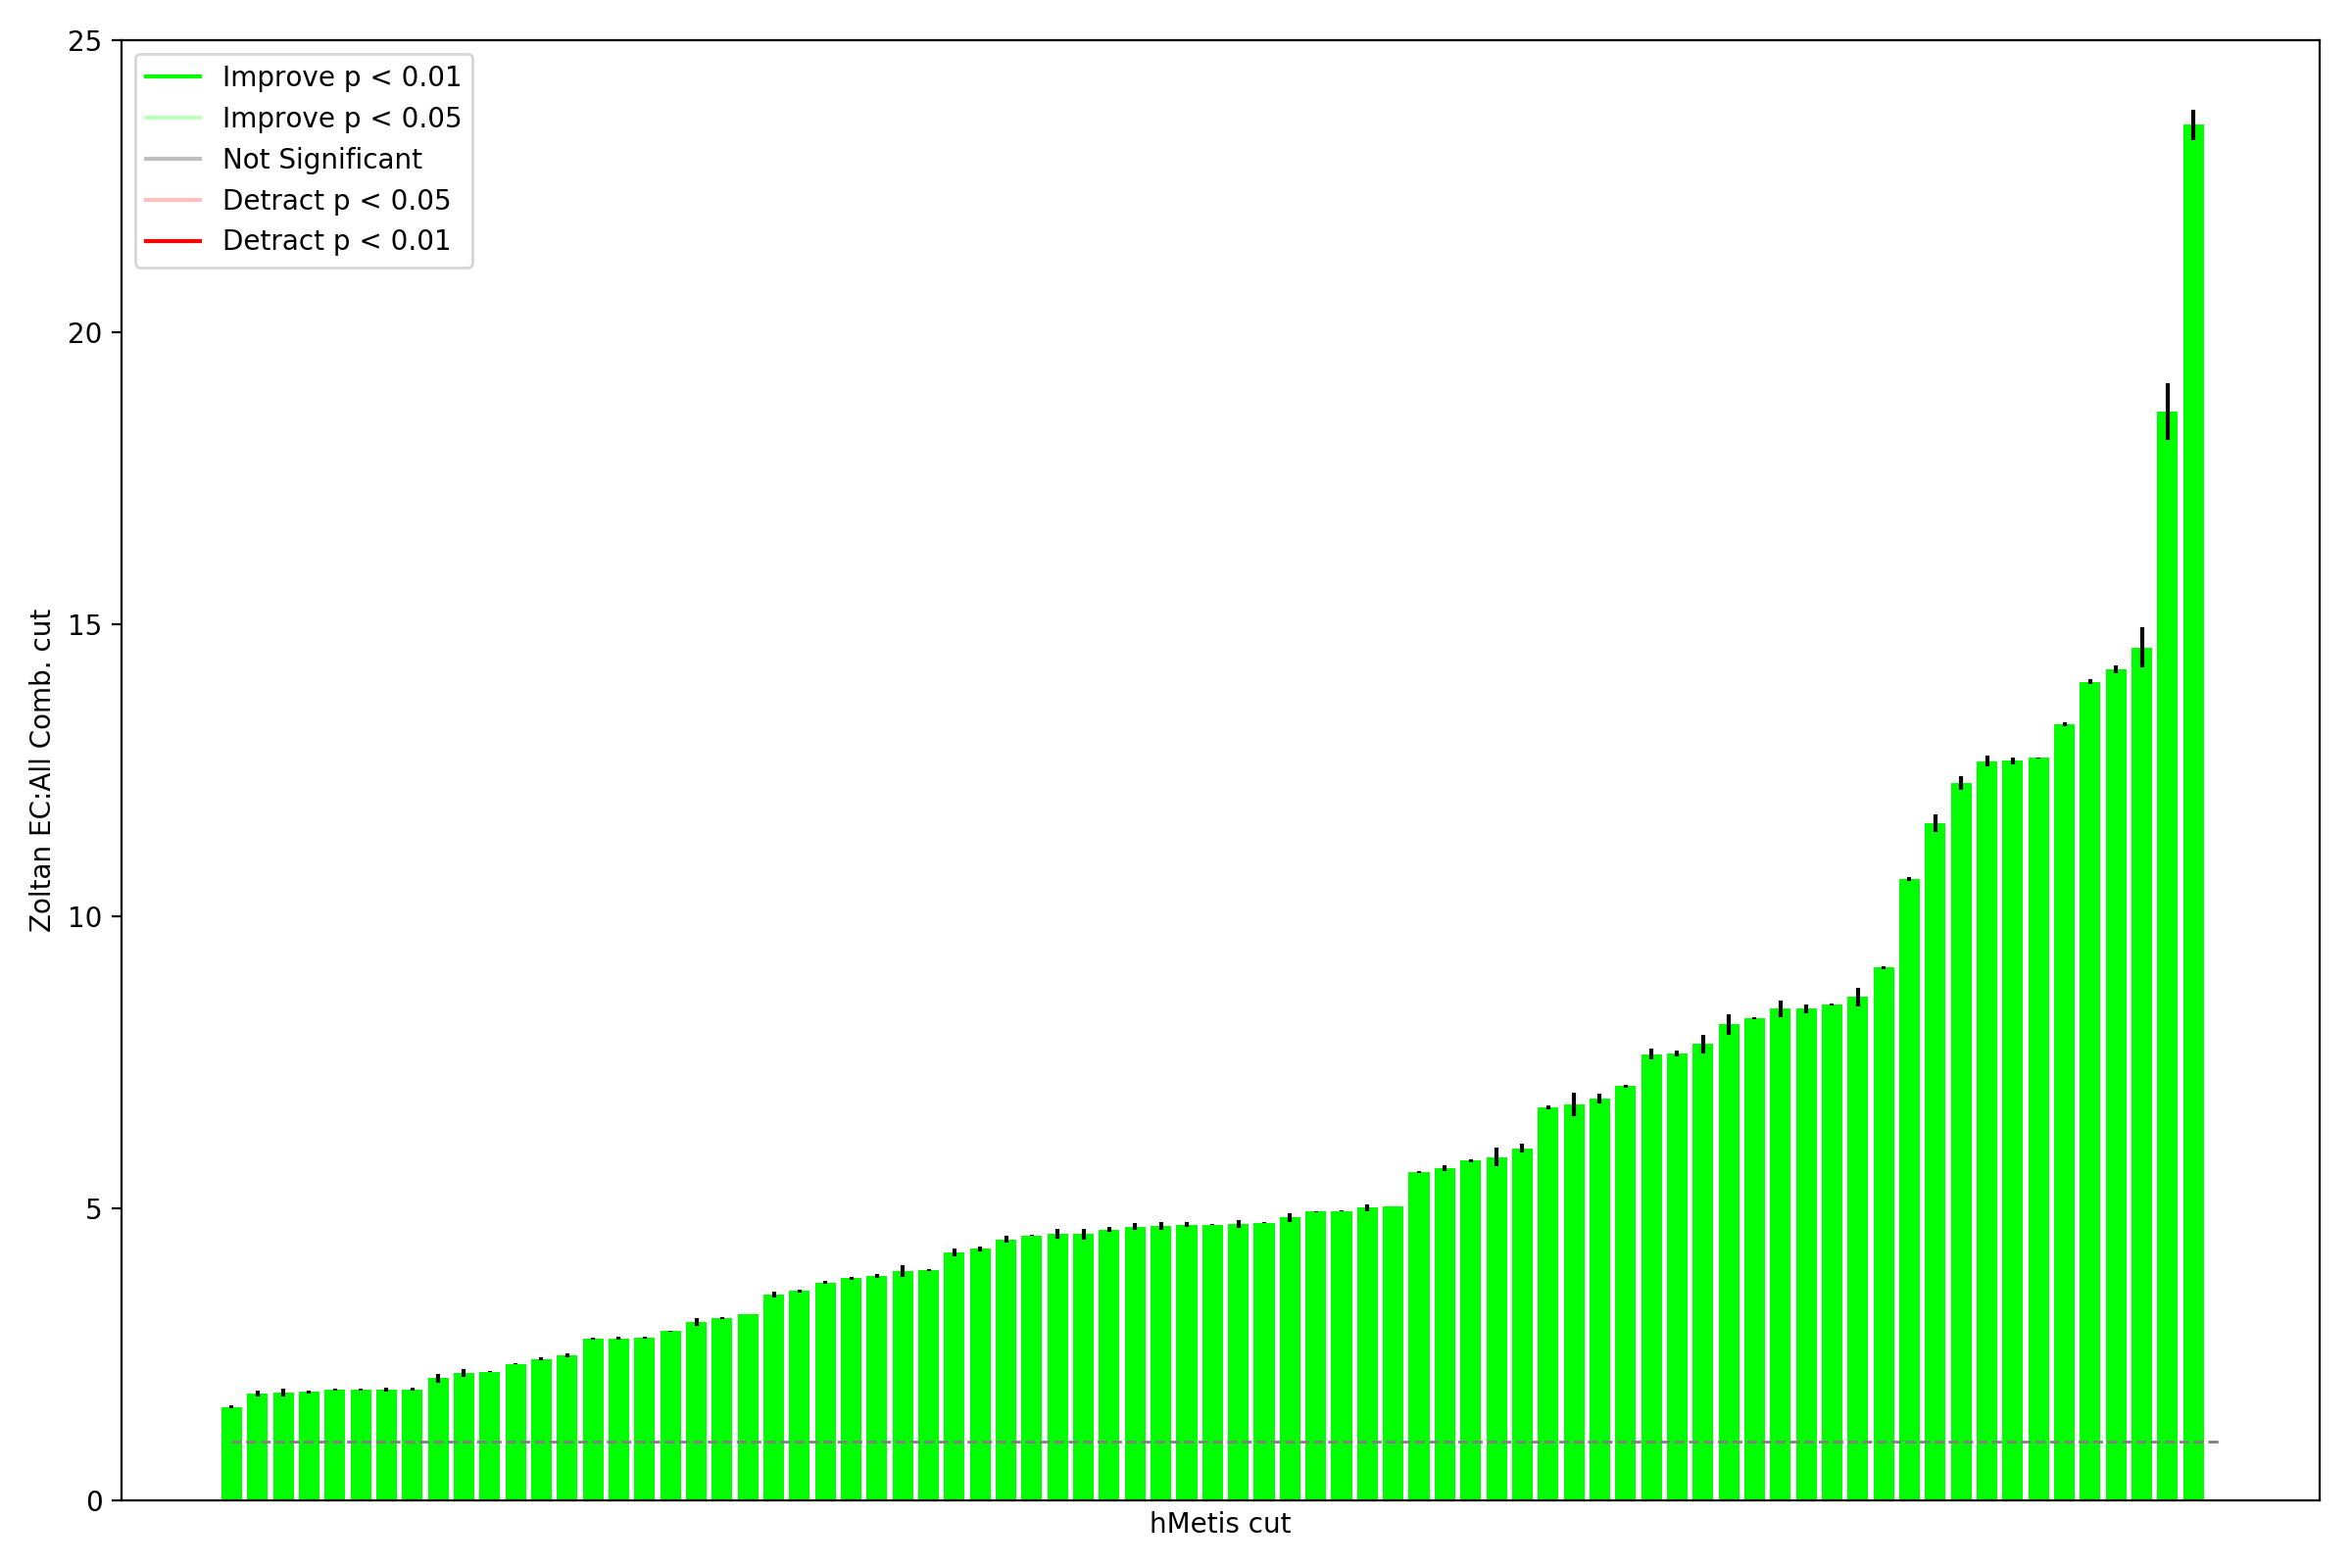 25
20
15
10
5
0
Improve p < 0.01
Improve p < 0.05
Not Significant
Detract p < 0.05
Detract p < 0.01
Zoltan EC:All Comb. cut
hMetis cut